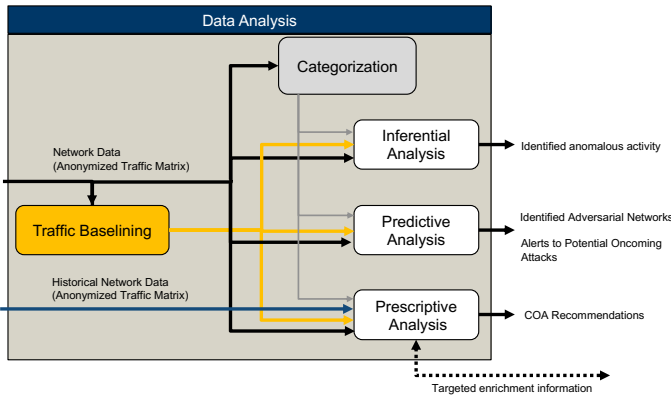 Data Analysis
Categorization
Network Data
(Anonymized Traffic Matrix)
Inferential
Analysis
Identified anomalous activity
Traffic Baselining
Predictive
Analysis
Identified Adversarial Networks
Alerts to Potential Oncoming
Attacks
Historical Network Data
(Anonymized Traffic Matrix)
Prescriptive
Analysis
COA Recommendations
Targeted enrichment information